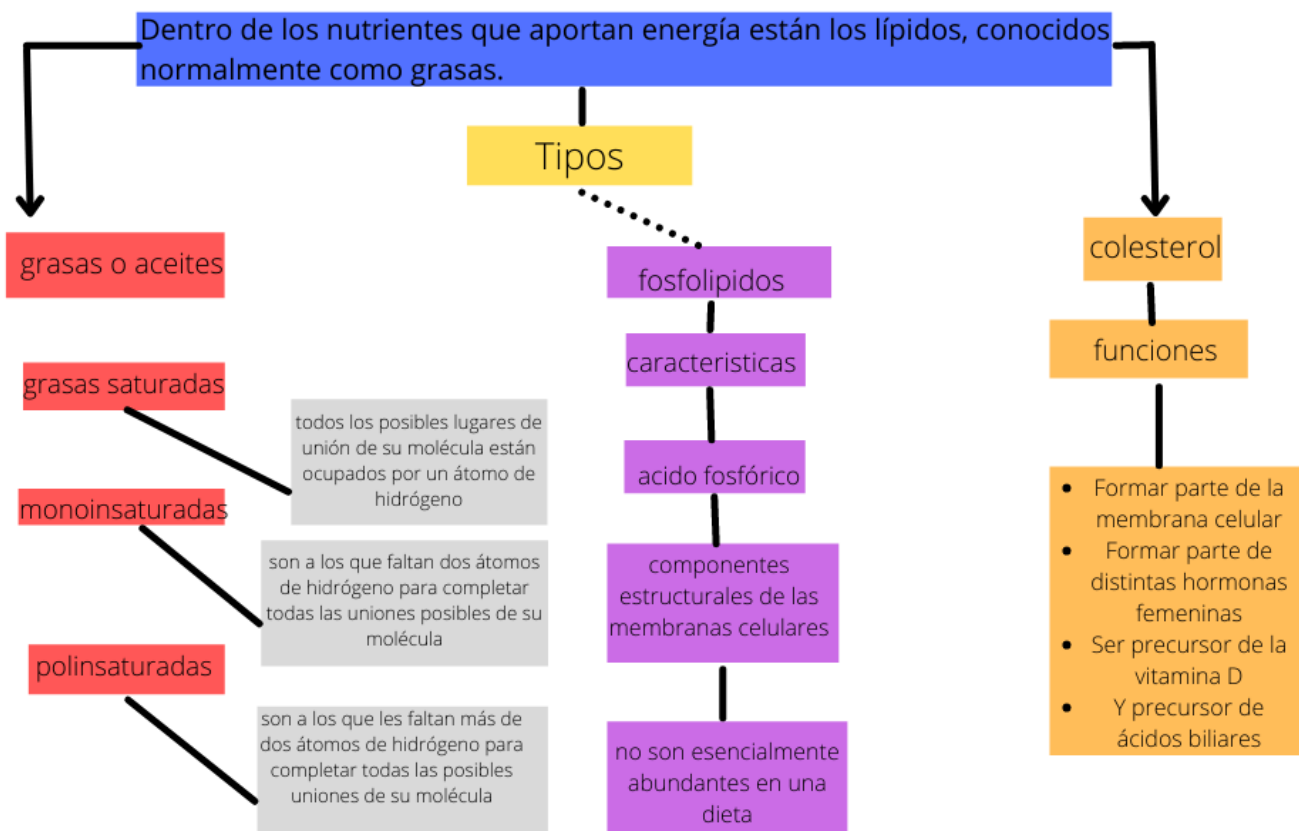 Dentro de los nutrientes que aportan energía están los lípidos, conocidos
normalmente como grasas.
Tipos
grasas o aceites
grasas saturadas
todos los posibles lugares de
unión de su molécula están
ocupados por un átomo de
hidrógeno
monoinsaturadas
son a los que faltan dos átomos
de hidrógeno para completar
todas las uniones posibles de su
molécula
polinsaturadas
son a los que les faltan más de
dos átomos de hidrógeno para
completar todas las posibles
uniones de su molécula
fosfolipidos
caracteristicas
acido fosfórico
componentes
estructurales de las
membranas celulares
no son esencialmente
abundantes en una
dieta
colesterol
funciones
• Formar parte de la
membrana celular
• Formar parte de
distintas hormonas
femeninas
• Ser precursor de la
vitamina D
• Y precursor de
ácidos biliares